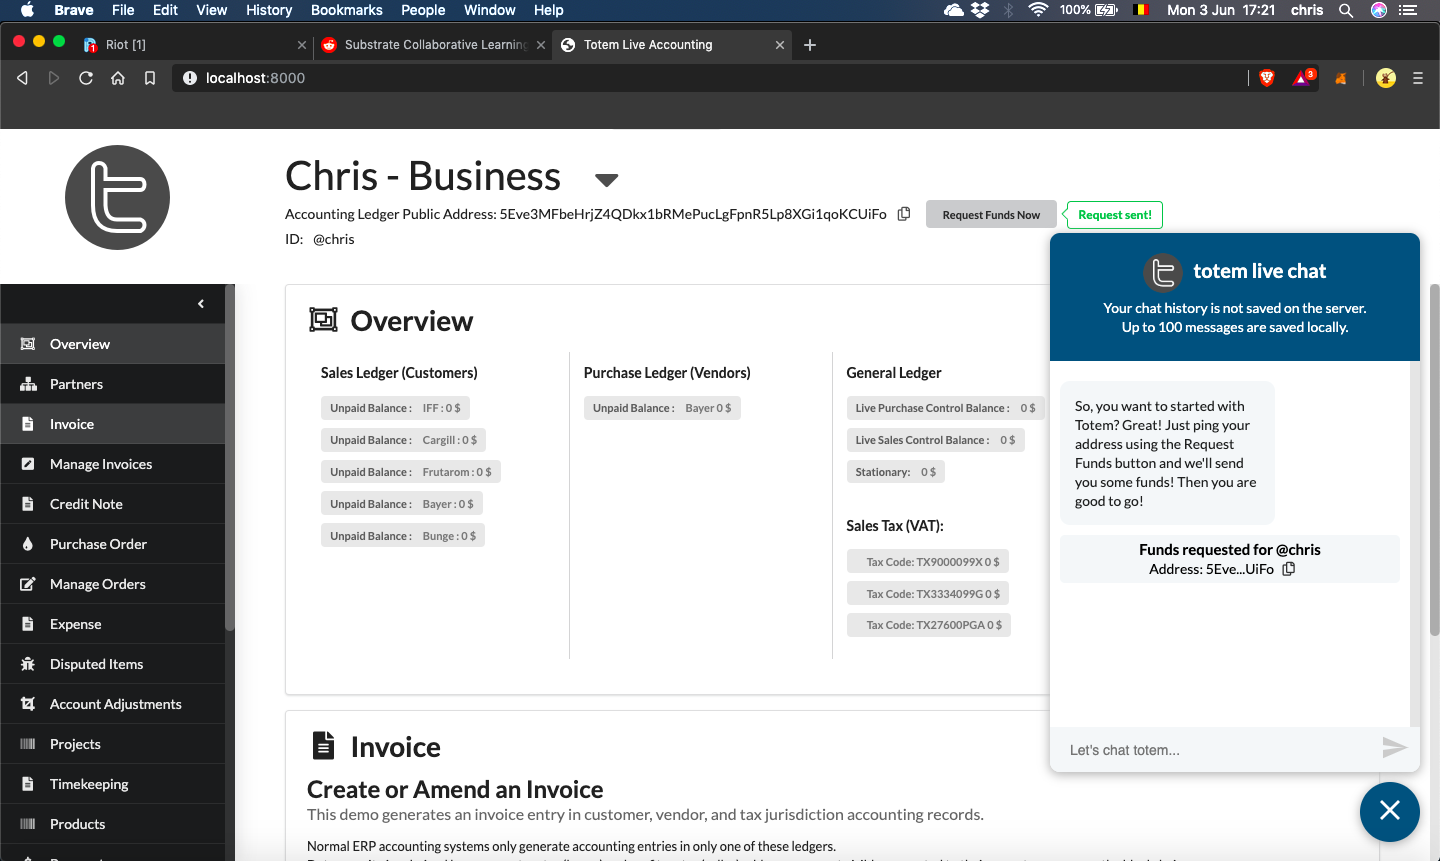 Brave File Edit View History Bookmarks People Window Help 100% Mon 3 Jun 17:21 chris
Riot [1] Substrate Collaborative Learning Totem Live Accounting
localhost:8000 3
Chris - Business
Accounting Ledger Public Address: 5Eve3MFbeHrjZ4QDkx1bRMePucLgFpnR5Lp8XGi1qoKCUiFo Request Funds Now Request sent!
ID: @chris
Overview
Partners
Invoice
Manage Invoices
Credit Note
Purchase Order
Manage Orders
Expense
Disputed Items
Account Adjustments
Projects
Timekeeping
Products
Overview
Sales Ledger (Customers)
Unpaid Balance : IFF : 0 $
Unpaid Balance : Cargill : 0 $
Unpaid Balance : Frutarom : 0 $
Unpaid Balance : Bayer : 0 $
Unpaid Balance : Bunge : 0 $
Purchase Ledger (Vendors)
Unpaid Balance : Bayer 0 $
General Ledger
Live Purchase Control Balance : 0 $
Live Sales Control Balance : 0 $
Stationary: 0 $
Sales Tax (VAT):
Tax Code: TX9000099X 0 $
Tax Code: TX3334099G 0 $
Tax Code: TX27600PGA 0 $
Invoice
Create or Amend an Invoice
This demo generates an invoice entry in customer, vendor, and tax jurisdiction accounting records.
Normal ERP accounting systems only generate accounting entries in only one of these ledgers.
totem live chat
Your chat history is not saved on the server.
Up to 100 messages are saved locally.
So, you want to started with
Totem? Great! Just ping your
address using the Request
Funds button and we'll send
you some funds! Then you are
good to go!
Funds requested for @chris
Address: 5Eve...UiFo
Let's chat totem...